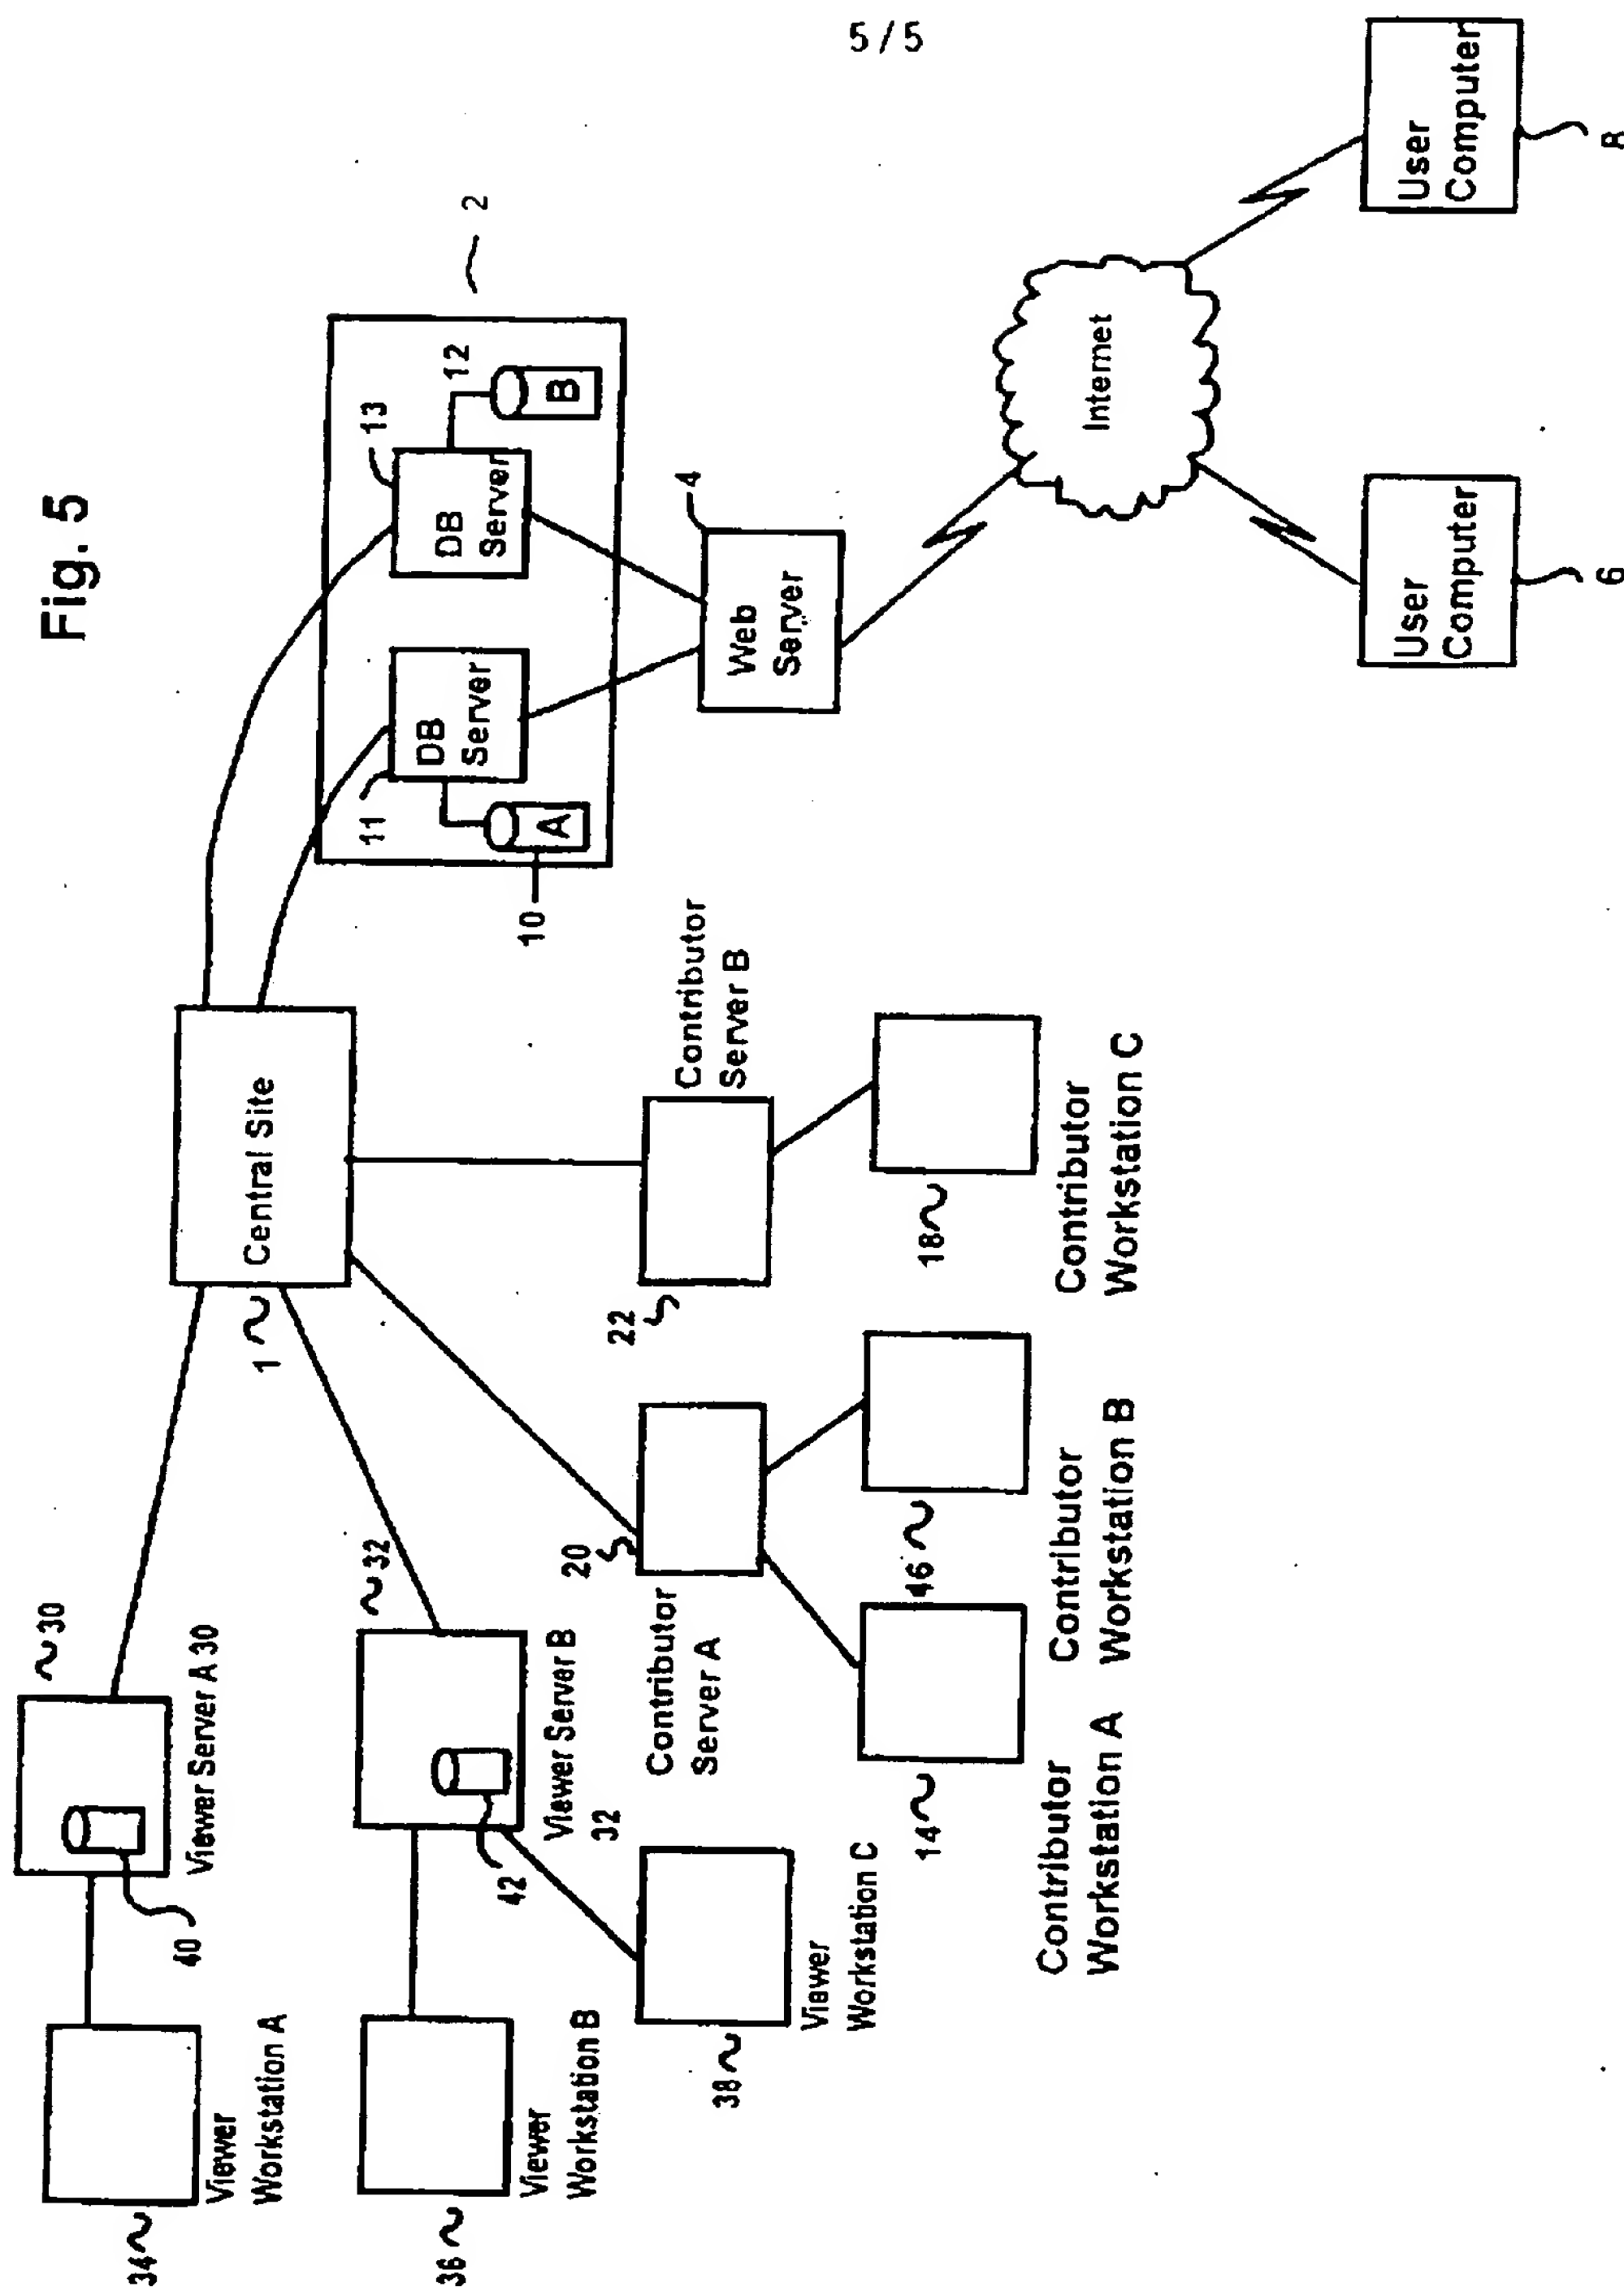 5/5
Fig. 5
2
13
12
B
DB
Server
11
DB
Server
A
10
4
Web
Server
Internet
User
Computer
6
User
Computer
8
Central Site
1
30
Viewer Server A 30
40
Viewer
Workstation A
34
32
Viewer Server B
32
42
Viewer
Workstation B
36
Viewer
Workstation C
38
20
Contributor
Server A
22
Contributor
Server B
14
Contributor
Workstation A
46
Contributor
Workstation B
18
Contributor
Workstation C